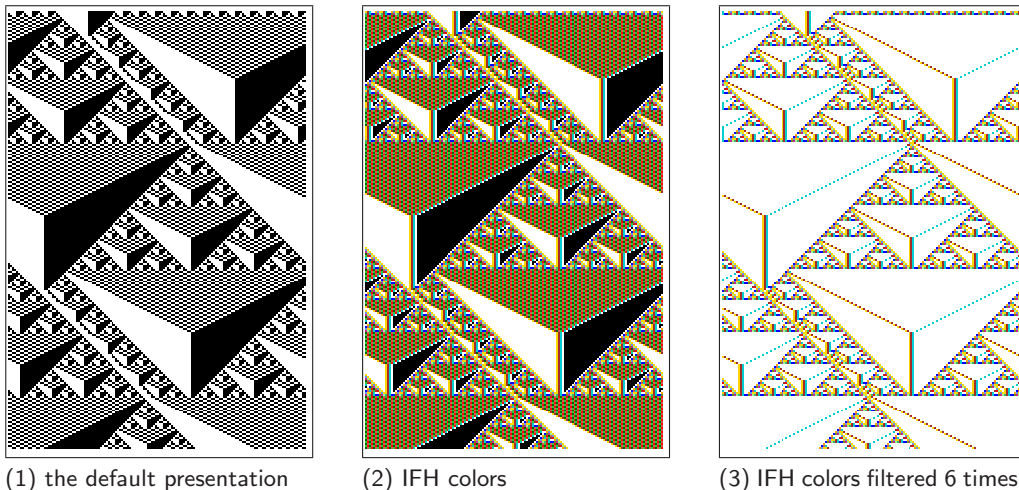 (1) the default presentation
(2) IFH colors
(3) IFH colors filtered 6 times